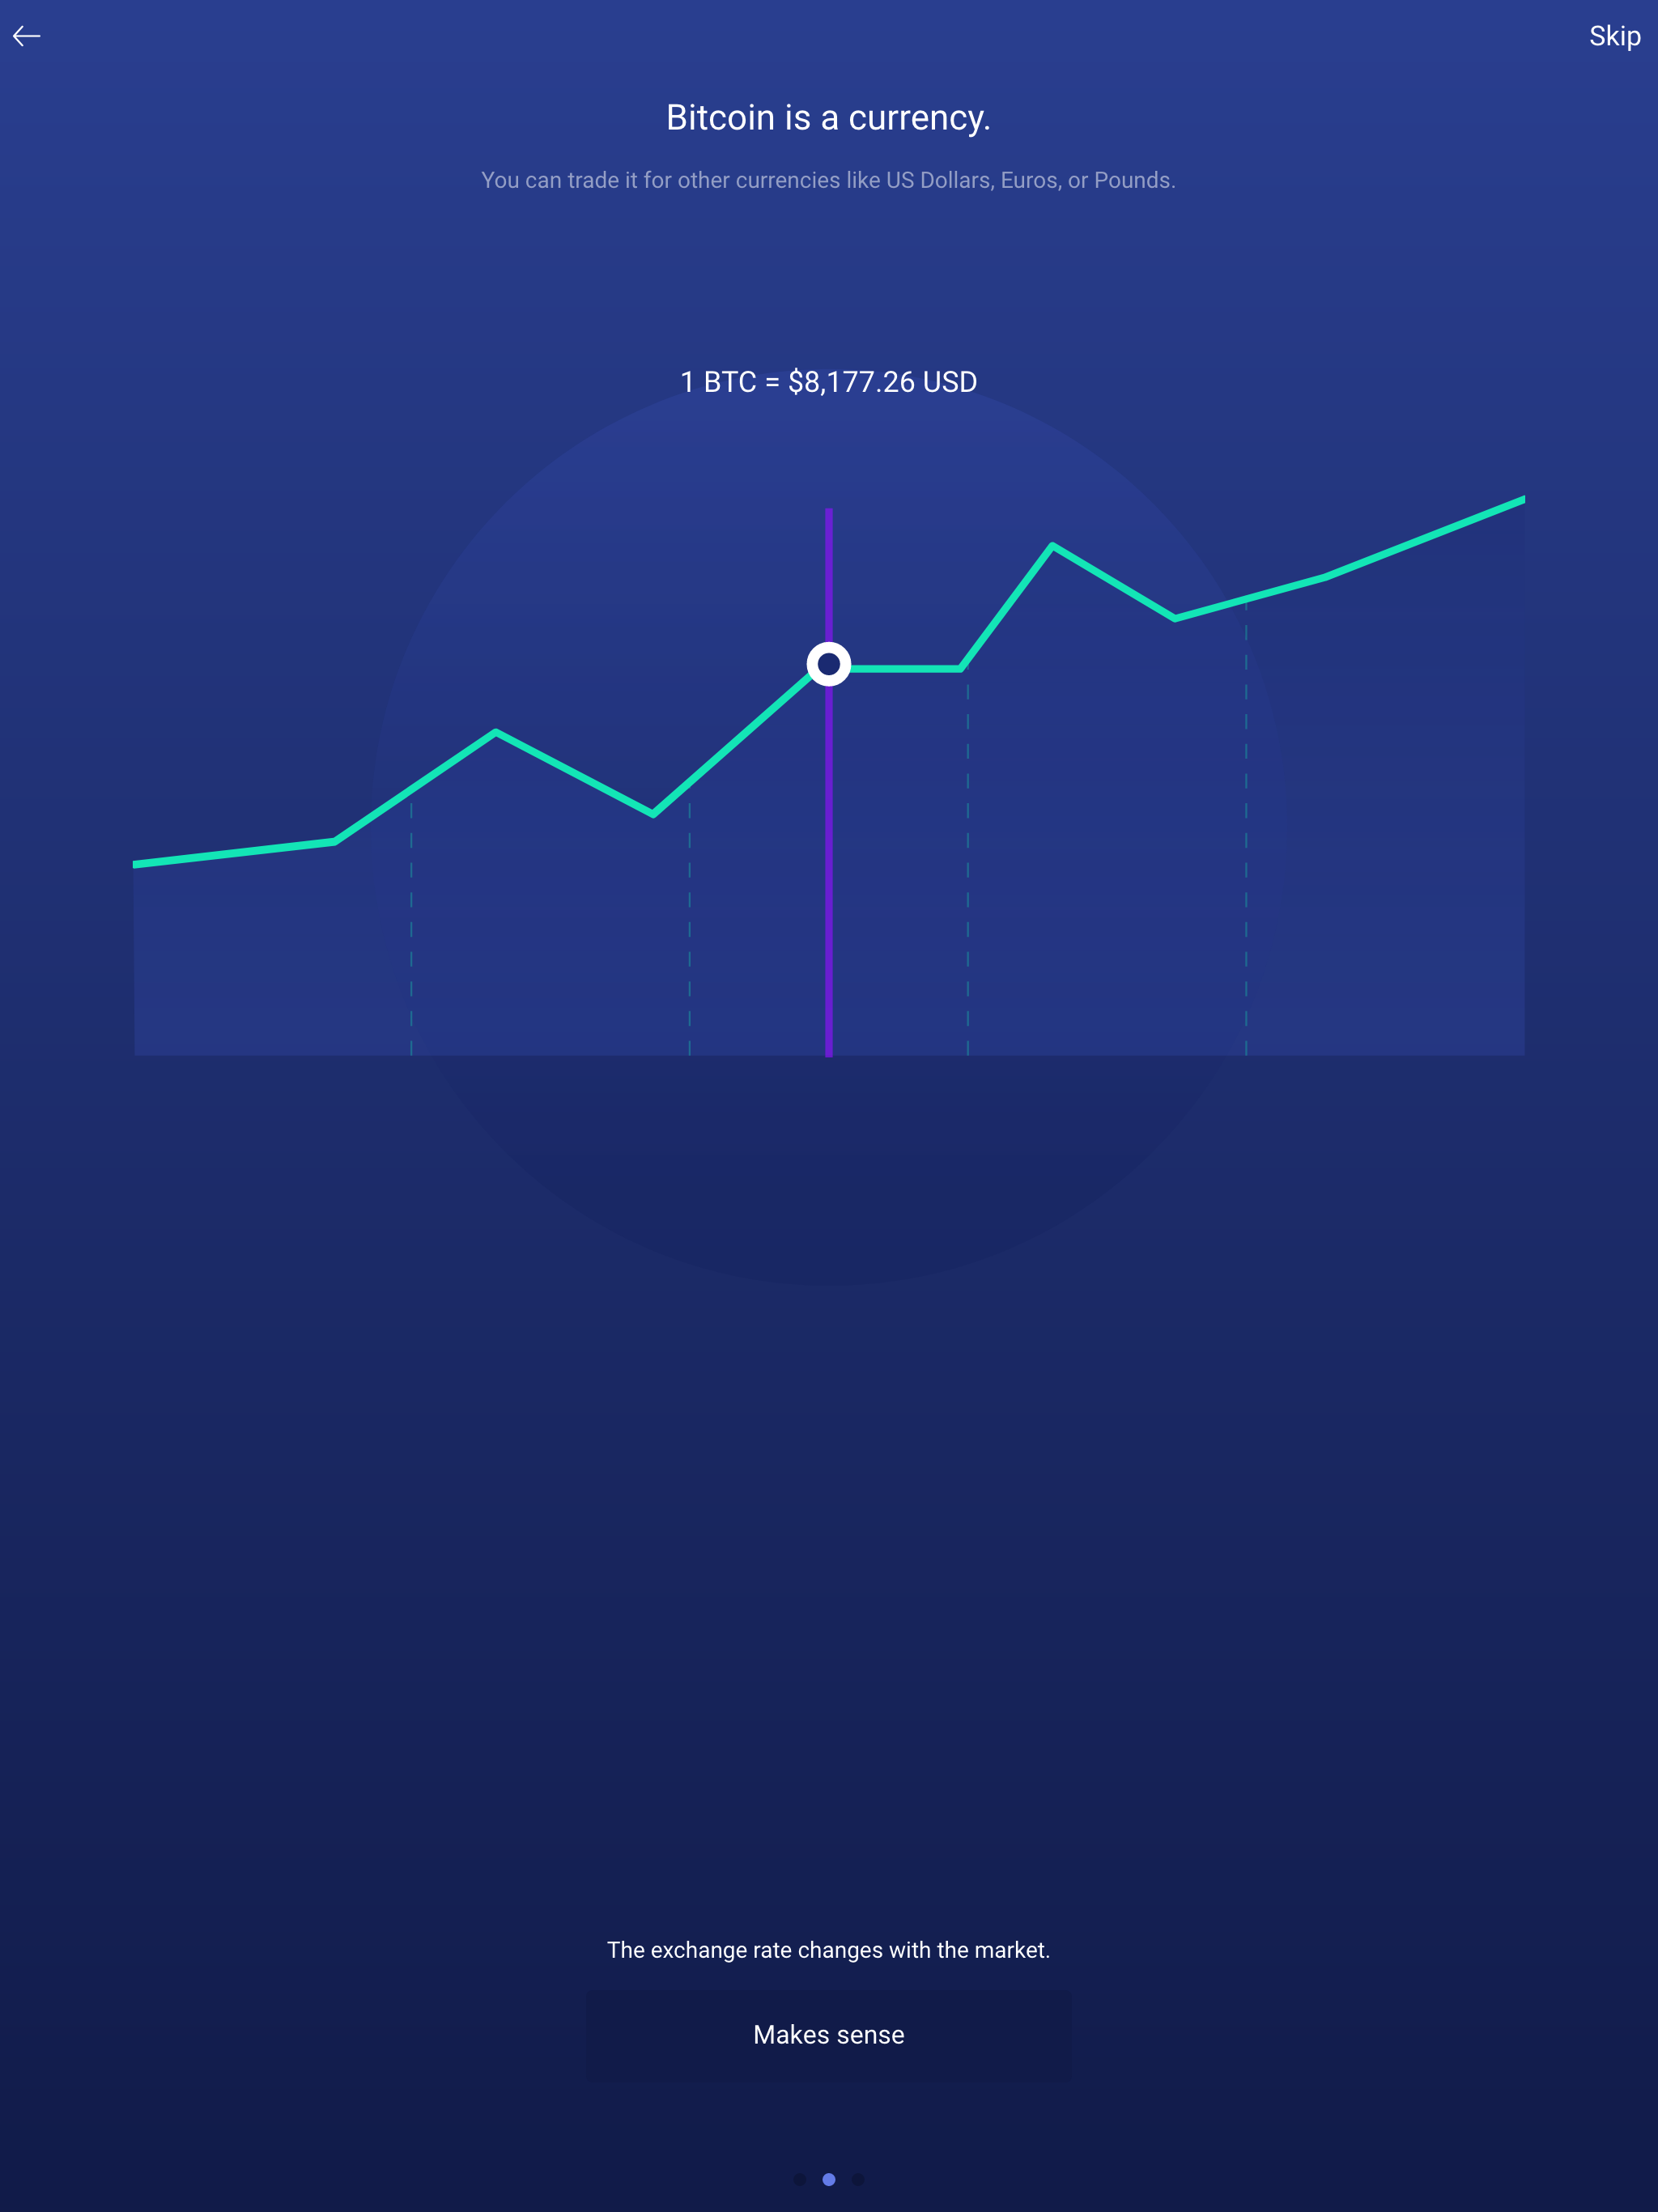 Skip
Bitcoin is a currency.
You can trade it for other currencies like US Dollars, Euros, or Pounds.
1 BTC = $8,177.26 USD
The exchange rate changes with the market.
Makes sense